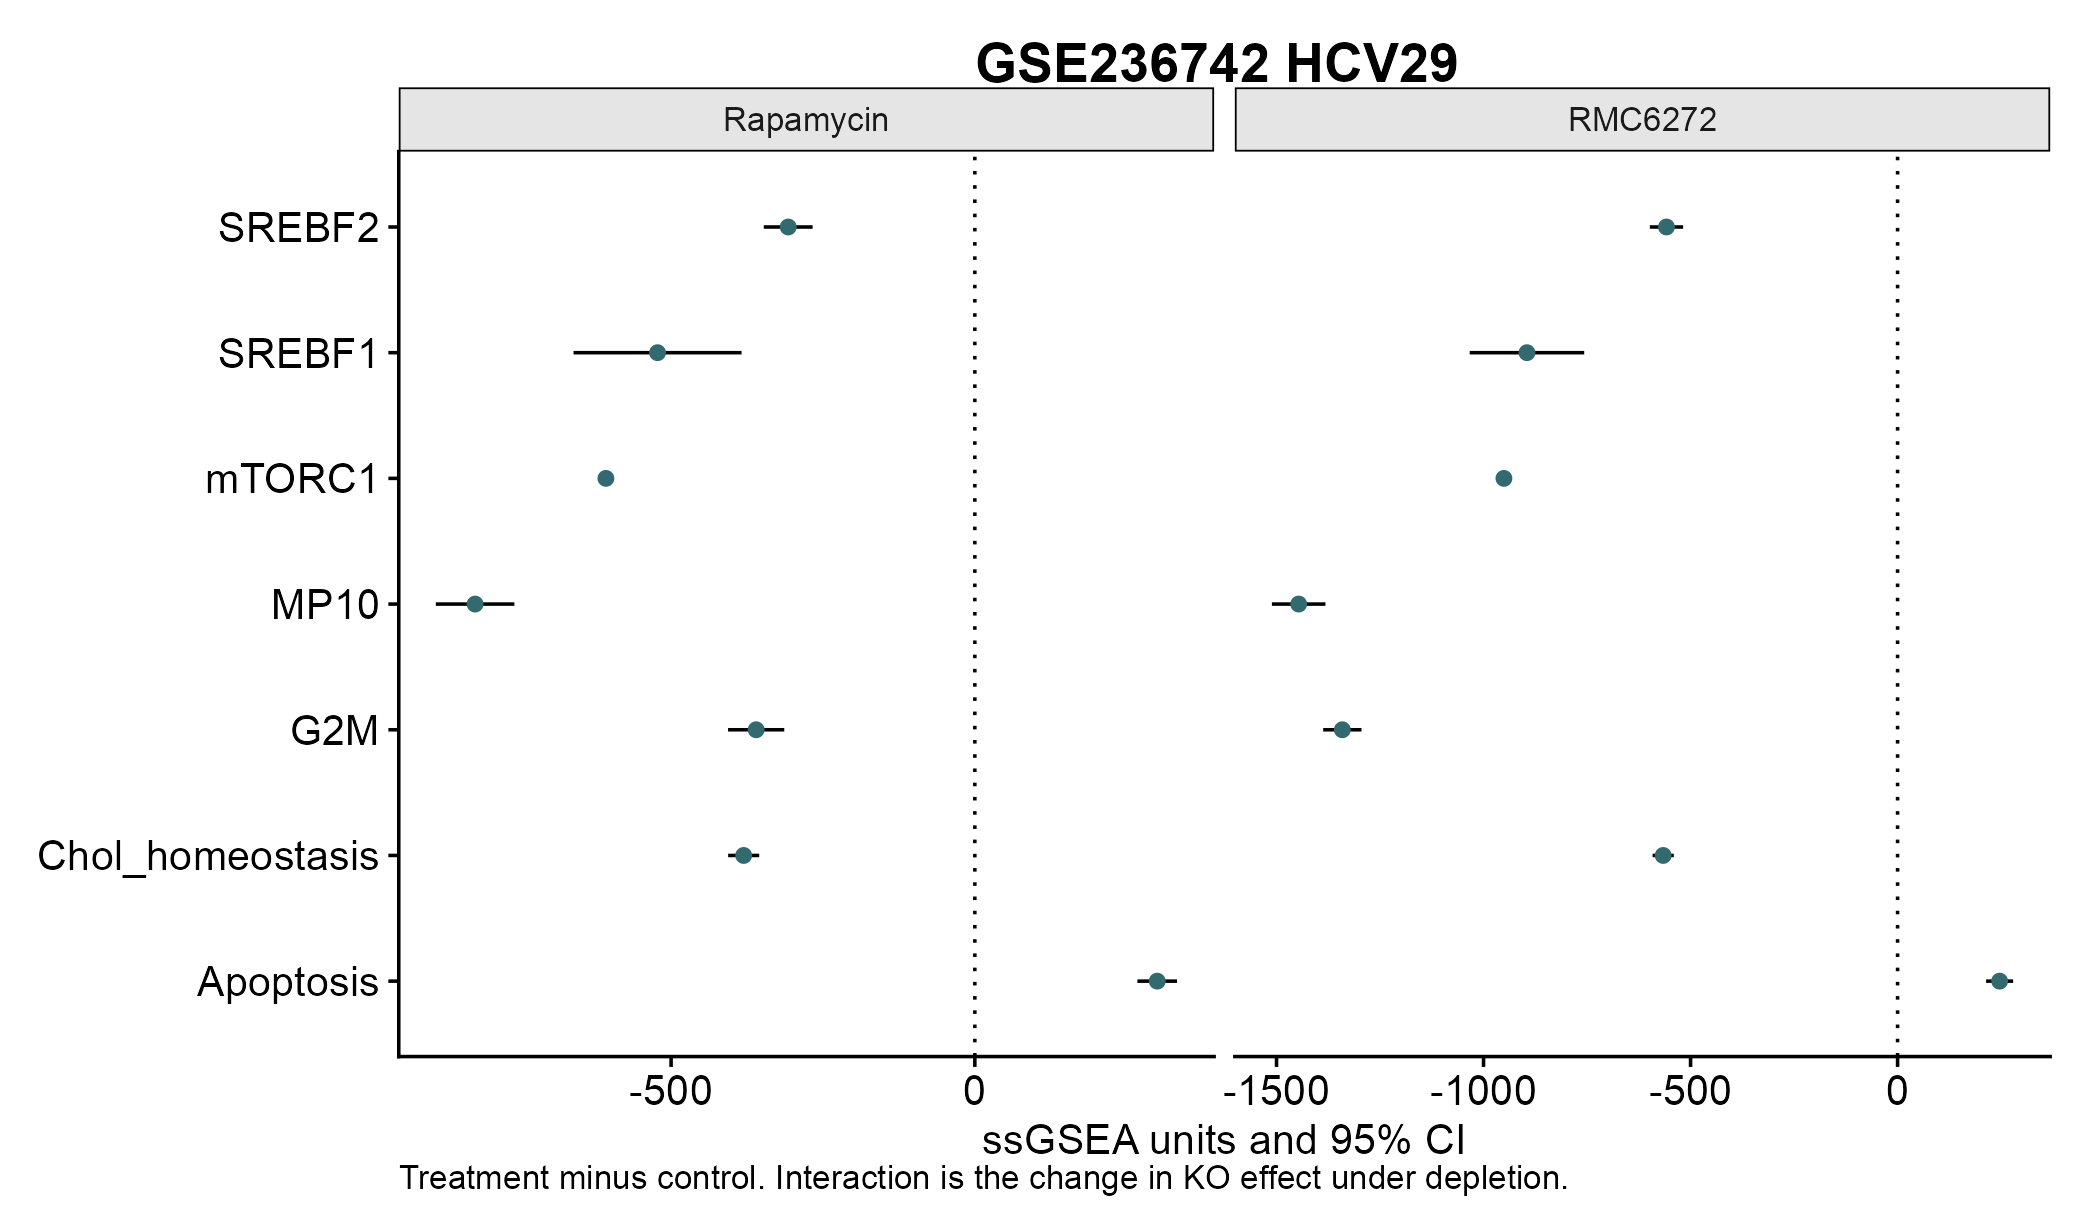 GSE236742 HCV29
Rapamycin
RMC6272
SREBF2
SREBF1
mTORC1
MP10
G2M
Chol_homeostasis
Apoptosis
-500 0 -1500 -1000 -500 0
ssGSEA units and 95% CI
Treatment minus control. Interaction is the change in KO effect under depletion.